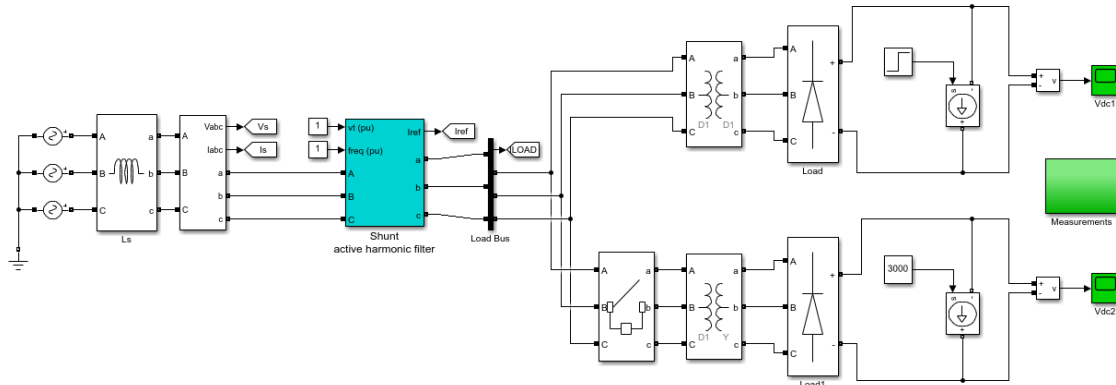 A
B
C
a
b
c
Ls
A
B
C
Vabc
Iabc
a
b
c
Vs
Is
1
1
vt (pu)
freq (pu)
A
B
C
Iref
a
b
c
Shunt
active harmonic filter
Iref
LOAD
Load Bus
A
B
C
a
b
c
D1 D1
A
B
C
+
-
Load
s
-
+
-
v
Vdc1
Measurements
A
B
C
a
b
c
A
B
C
a
b
c
D1 Y
A
B
C
+
-
Load1
3000
s
-
+
-
v
Vdc2